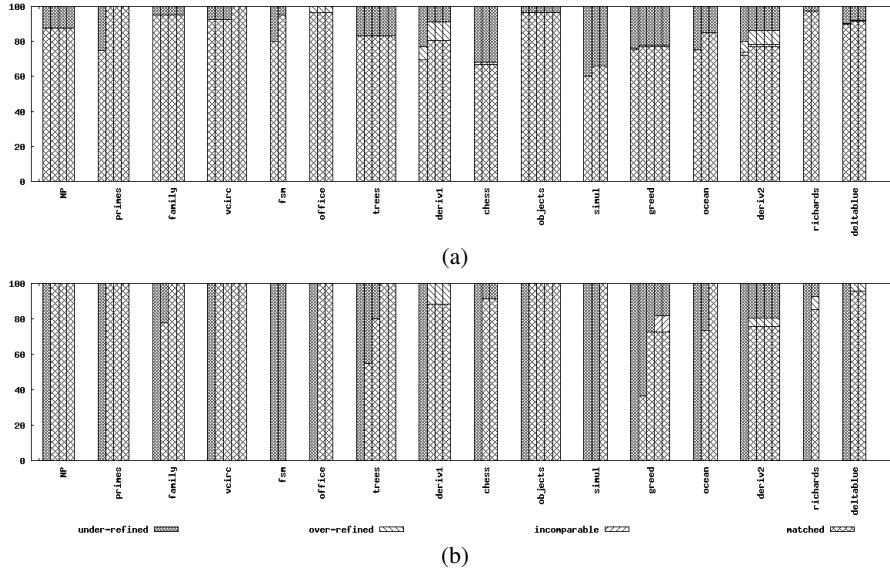 100
80
60
40
20
0
NP primes family vcirc fsm office trees deriv1 chess objects simul greed ocean deriv2 richards deltablue
(a)
100
80
60
40
20
0
NP primes family vcirc fsm office trees deriv1 chess objects simul greed ocean deriv2 richards deltablue
under-refined over-refined incomparable matched
(b)